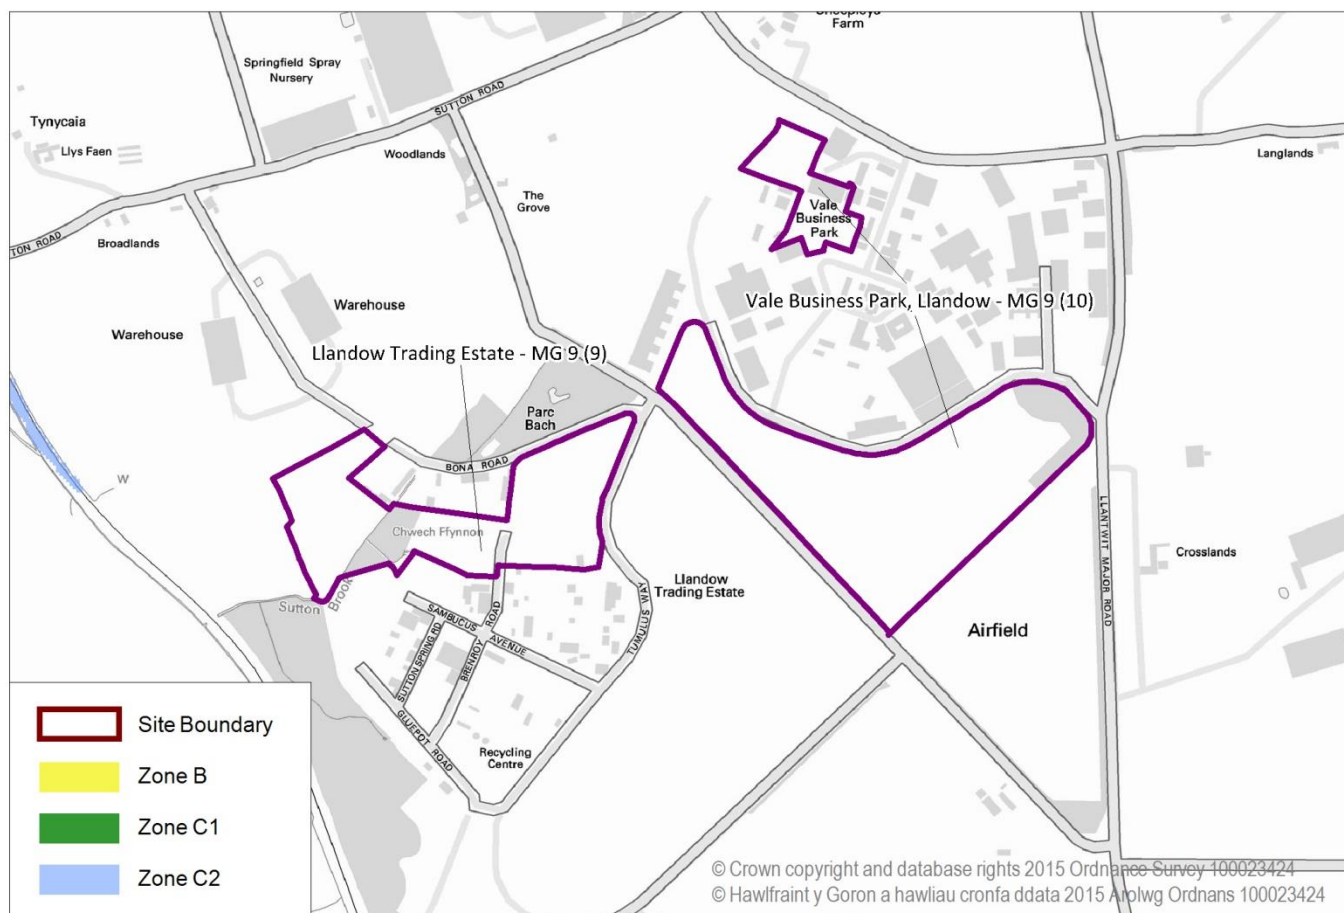 Farm
Springfield Spray
Nursery
SUTTON ROAD
Tynycaia
Llys Faen
Woodlands
Langlands
The
Grove
Vale
Business
Park
Broadlands
TON ROAD
Warehouse
Warehouse
Vale Business Park, Llandow - MG 9 (10)
Llandow Trading Estate - MG 9 (9)
Parc
Bach
BONA ROAD
W
Chwech Ffynnon
LLANTWIT MAJOR ROAD
Crosslands
Llandow
Trading Estate
Sutton
Brook
TUMULUS WAY
SAMBUCUS
AVENUE
SUTTON SPRING RD
BRENROY ROAD
Airfield
GLUEPOT ROAD
Recycling
Centre
Site Boundary
Zone B
Zone C1
Zone C2
© Crown copyright and database rights 2015 Ordnance Survey 100023424
© Hawlfraint y Goron a hawliau cronfa ddata 2015 Arolwg Ordnans 100023424